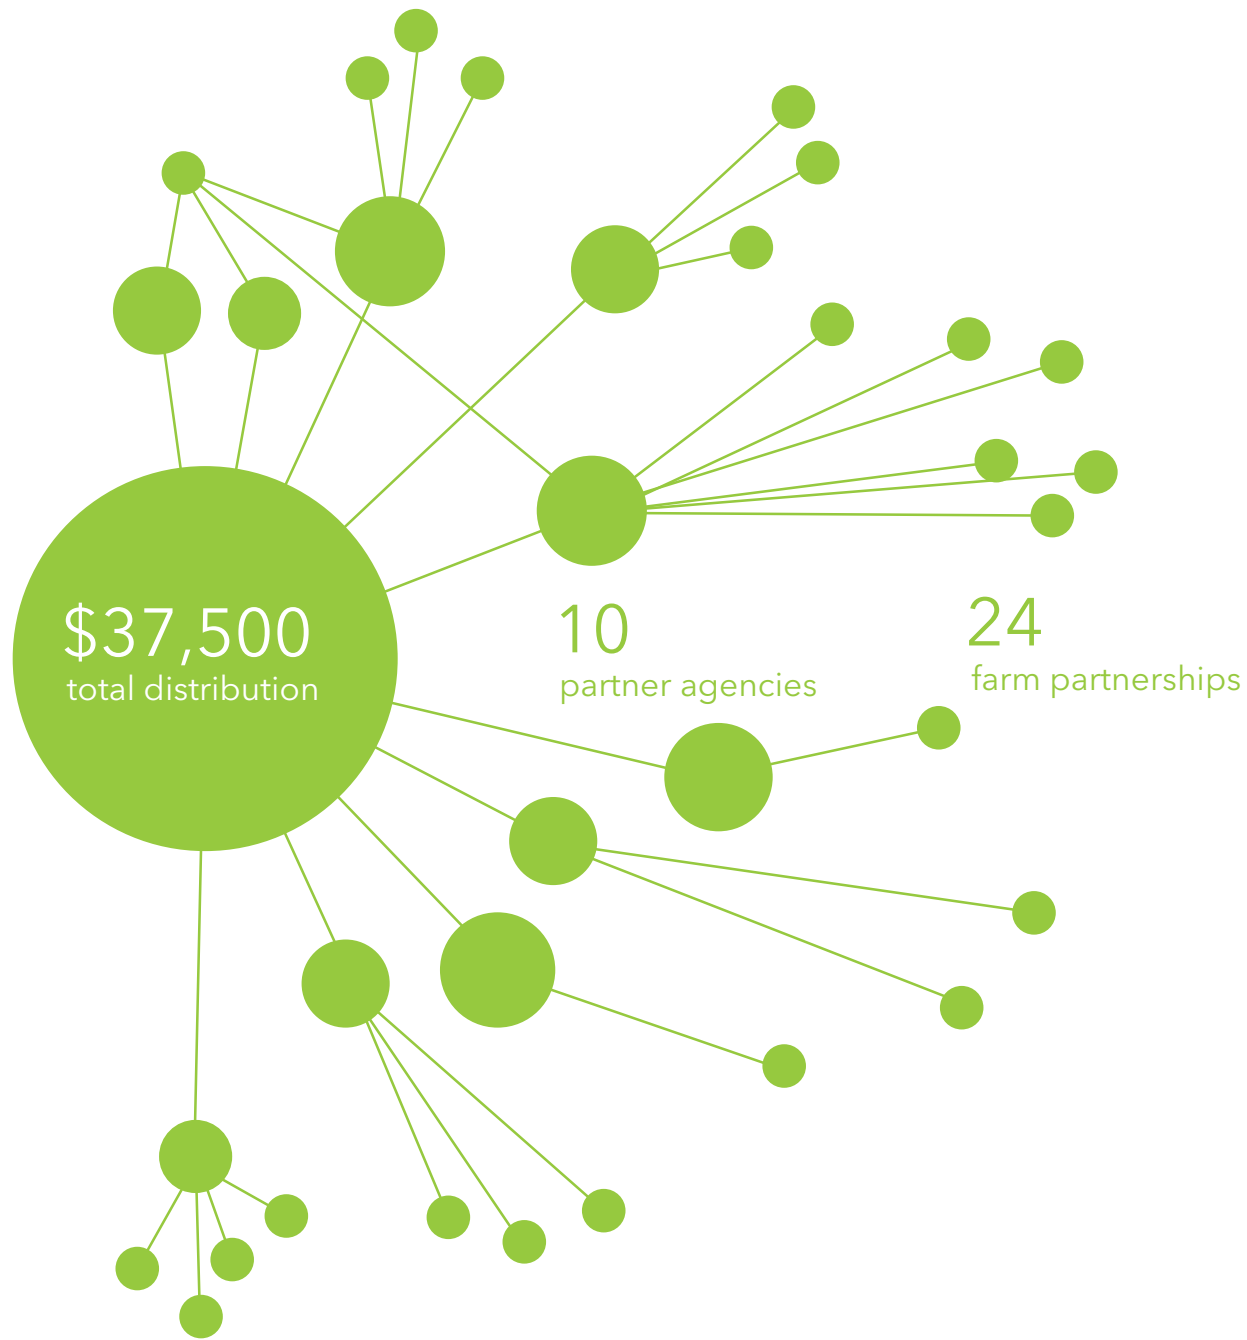 $37,500
total distribution
10
partner agencies
24
farm partnerships